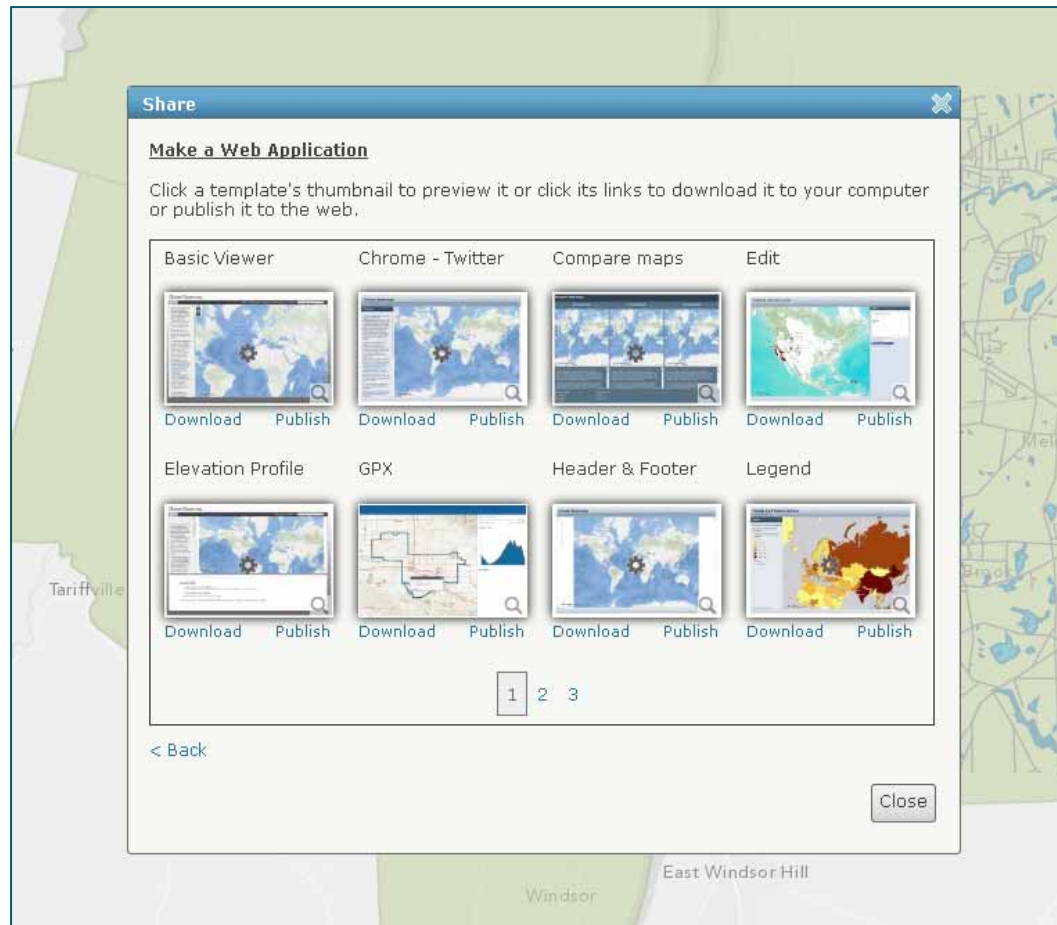 Share
Make a Web Application
Click a template's thumbnail to preview it or click its links to download it to your computer
or publish it to the web.
Basic Viewer Chrome - Twitter Compare maps Edit
Download Publish Download Publish Download Publish Download Publish
Elevation Profile GPX Header & Footer Legend
Download Publish Download Publish Download Publish Download Publish
1 2 3
< Back
Close
Tariffville
Brook
East Windsor Hill
Windsor